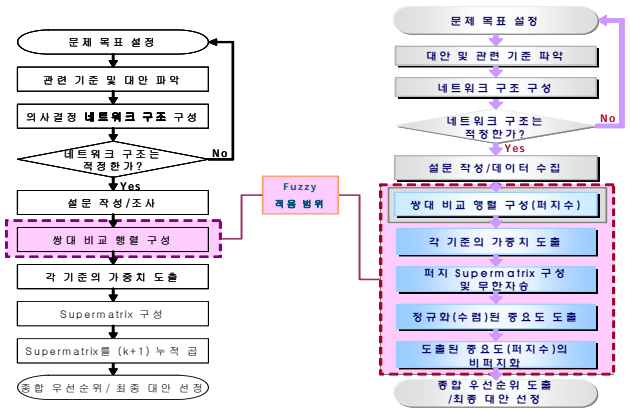 문제 목표 설정
관련 기준 및 대안 파악
의사결정 네트워크 구조 구성
네트워크 구조는
적정한가?
No
Yes
설문 작성/조사
쌍대 비교 행렬 구성
각 기준의 가중치 도출
Supermatrix 구성
Supermatrix를 (k+1) 누적 곱
종합 우선순위/ 최종 대안 선정
Fuzzy
적용 범위
문제 목표 설정
대안 및 관련 기준 파악
네트워크 구조 구성
네트워크 구조는
적정한가?
No
Yes
설문 작성/데이터 수집
쌍대 비교 행렬 구성(퍼지수)
각 기준의 가중치 도출
퍼지 Supermatrix 구성
및 무한자승
정규화(수렴)된 중요도 도출
도출된 중요도(퍼지수)의
비퍼지화
종합 우선순위 도출
/최종 대안 선정